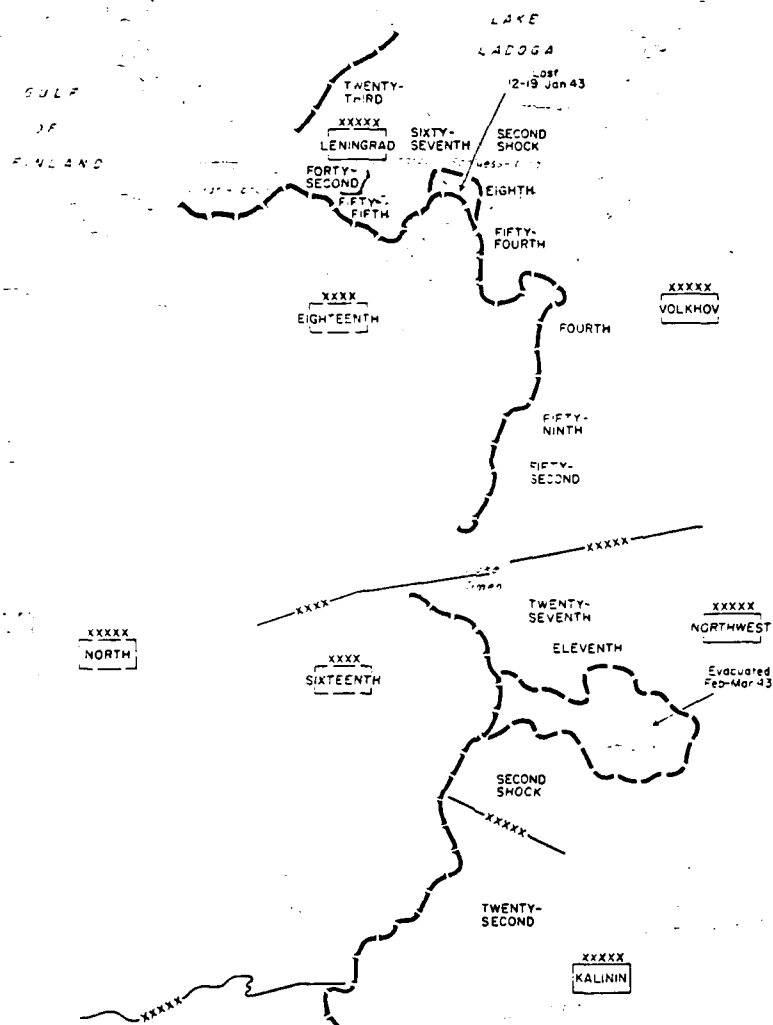 LAKE
LADOGA
Lost
12-19 Jan 43
GULF
OF
FINLAND
TWENTY-
THIRD
XXXXX
LENINGRAD
SIXTY-
SEVENTH
SECOND
SHOCK
FORTY-
SECOND
FIFTY-
FIFTH
EIGHTH
FIFTY-
FOURTH
XXXX
EIGHTEENTH
XXXXX
VOLKHOV
FOURTH
FIFTY-
NINTH
FIFTY-
SECOND
XXXXX
XXXX
TWENTY-
SEVENTH
XXXXX
NORTHWEST
XXXXX
NORTH
ELEVENTH
XXXX
SIXTEENTH
Evacuated
Feb-Mar 43
SECOND
SHOCK
XXXXX
TWENTY-
SECOND
XXXXX
KALININ
XXXXX